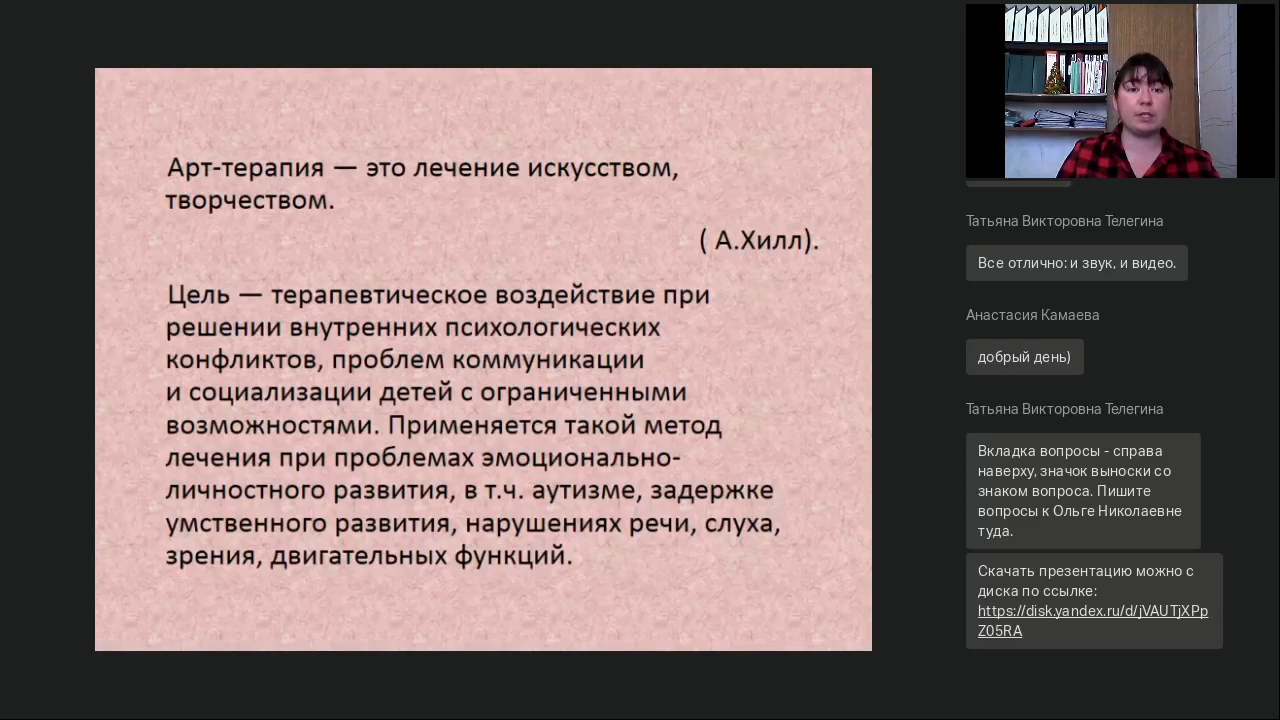 Арт-терапия — это лечение искусством,
творчеством.
( А.Хилл).
Цель — терапевтическое воздействие при
решении внутренних психологических
конфликтов, проблем коммуникации
и социализации детей с ограниченными
возможностями. Применяется такой метод
лечения при проблемах эмоционально-
личностного развития, в т.ч. аутизме, задержке
умственного развития, нарушениях речи, слуха,
зрения, двигательных функций.
Татьяна Викторовна Телегина
Все отлично: и звук, и видео.
Анастасия Камаева
добрый день)
Татьяна Викторовна Телегина
Вкладка вопросы - справа
наверху, значок выноски со
знаком вопроса. Пишите
вопросы к Ольге Николаевне
туда.
Скачать презентацию можно с
диска по ссылке:
https://disk.yandex.ru/d/jVAUTjXPp
Z05RA